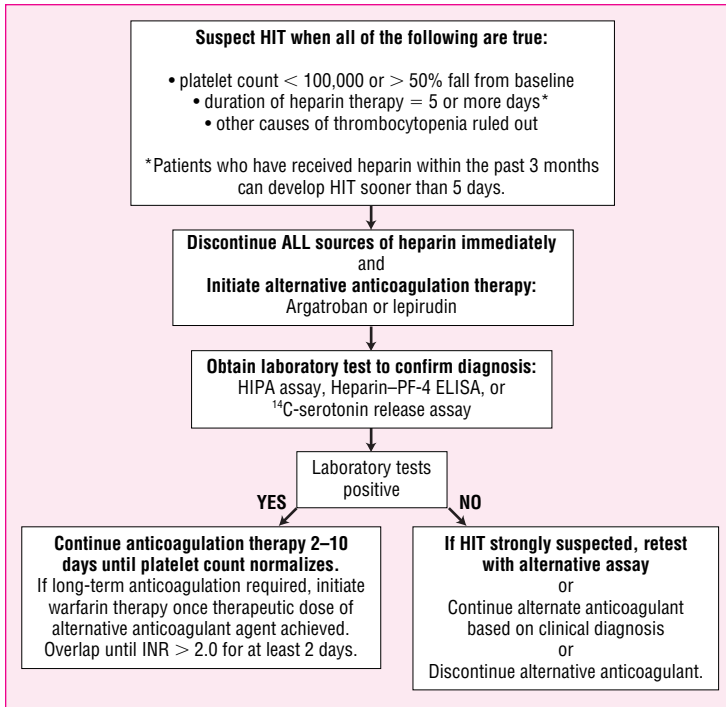 Suspect HIT when all of the following are true:
• platelet count < 100,000 or > 50% fall from baseline
• duration of heparin therapy = 5 or more days*
• other causes of thrombocytopenia ruled out
*Patients who have received heparin within the past 3 months
can develop HIT sooner than 5 days.
Discontinue ALL sources of heparin immediately
and
Initiate alternative anticoagulation therapy:
Argatroban or lepirudin
Obtain laboratory test to confirm diagnosis:
HIPA assay, Heparin–PF-4 ELISA, or
¹⁴C-serotonin release assay
Laboratory tests
positive
YES
NO
Continue anticoagulation therapy 2–10
days until platelet count normalizes.
If long-term anticoagulation required, initiate
warfarin therapy once therapeutic dose of
alternative anticoagulant agent achieved.
Overlap until INR > 2.0 for at least 2 days.
If HIT strongly suspected, retest
with alternative assay
or
Continue alternate anticoagulant
based on clinical diagnosis
or
Discontinue alternative anticoagulant.